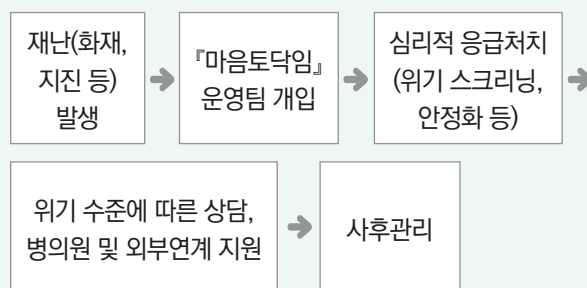 재난(화재,
지진 등)
발생
『마음토닥임』
운영팀 개입
심리적 응급처치
(위기 스크리닝,
안정화 등)
위기 수준에 따른 상담,
병의원 및 외부연계 지원
사후관리